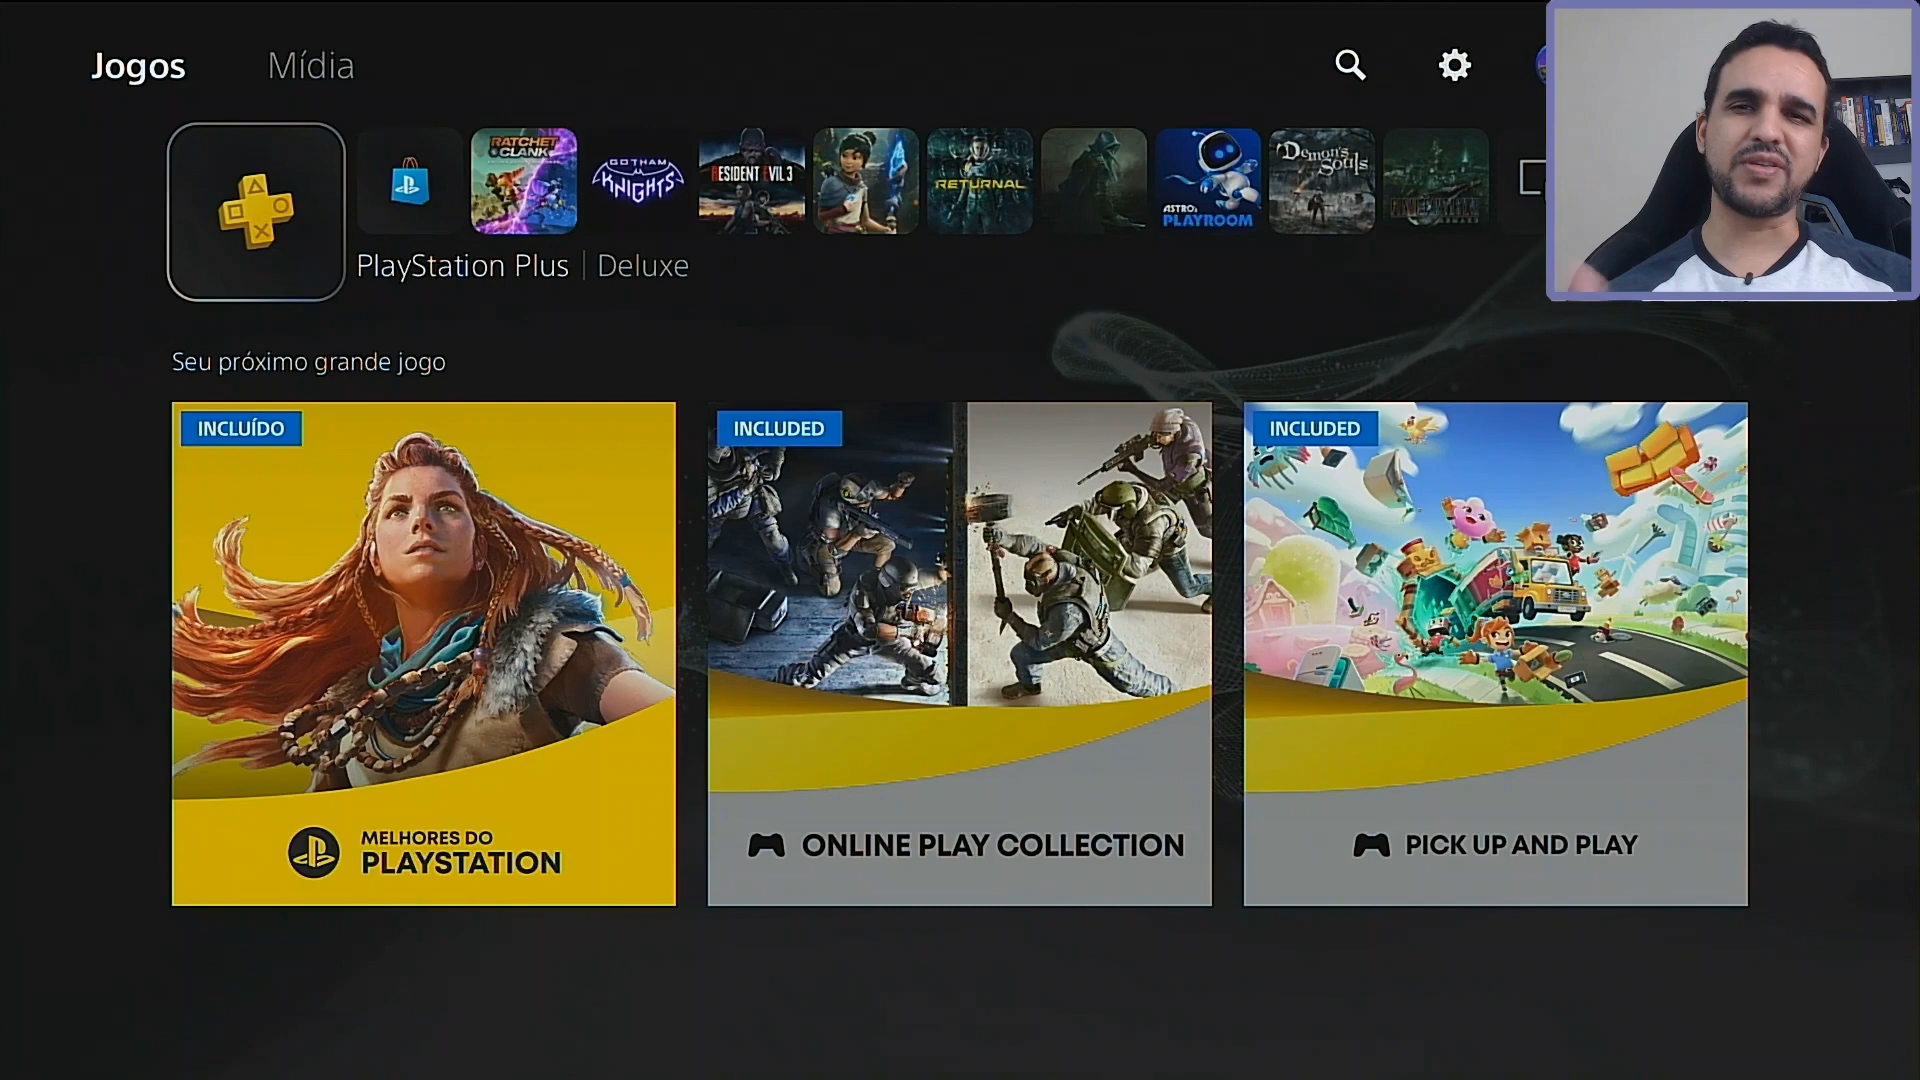 Jogos
Mídia
RATCHET
CLANK
GOTHAM
KNIGHTS
RESIDENT EVIL 3
RETURNAL
ASTRO's
PLAYROOM
Demon's
Souls
PlayStation Plus | Deluxe
Seu próximo grande jogo
INCLUÍDO
INCLUDED
INCLUDED
MELHORES DO
PLAYSTATION
ONLINE PLAY COLLECTION
PICK UP AND PLAY